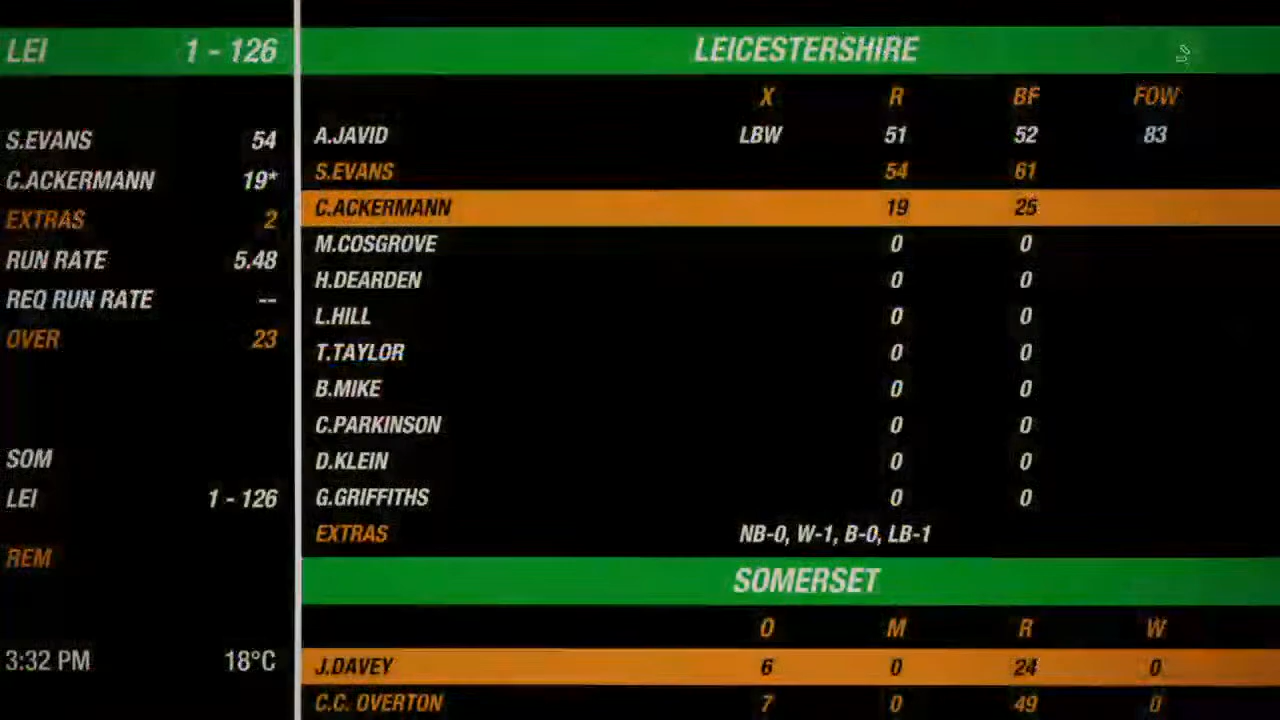 LEI 1 - 126
S.EVANS 54
C.ACKERMANN 19*
EXTRAS 2
RUN RATE 5.48
REQ RUN RATE --
OVER 23
SOM
LEI 1 - 126
REM
3:32 PM 18°C
LEICESTERSHIRE
X R BF FOW
A.JAVID LBW 51 52 83
S.EVANS 54 61
C.ACKERMANN 19 25
M.COSGROVE 0 0
H.DEARDEN 0 0
L.HILL 0 0
T.TAYLOR 0 0
B.MIKE 0 0
C.PARKINSON 0 0
D.KLEIN 0 0
G.GRIFFITHS 0 0
EXTRAS NB-0, W-1, B-0, LB-1
SOMERSET
O M R W
J.DAVEY 6 0 24 0
C.C. OVERTON 7 0 49 0